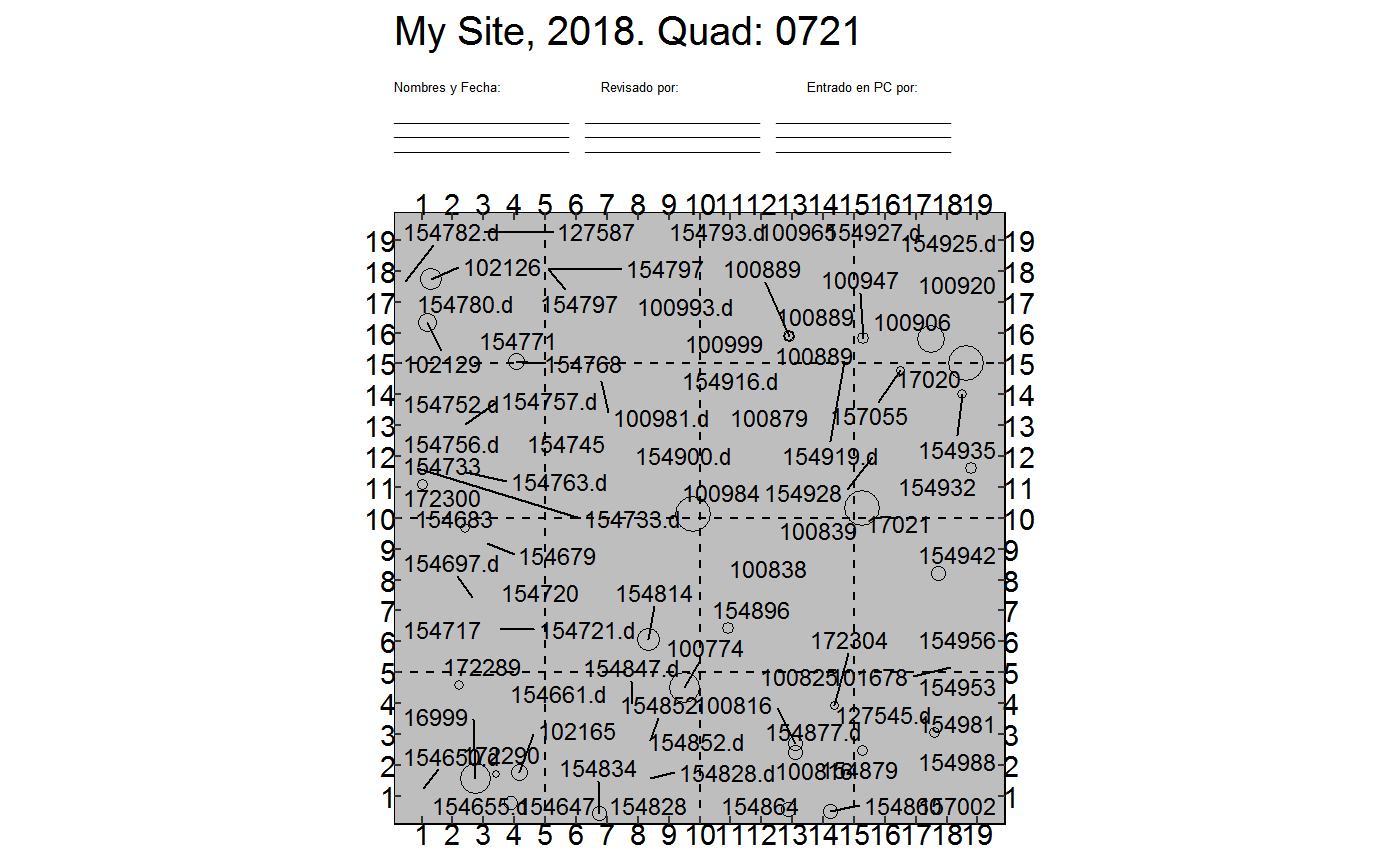 My Site, 2018. Quad: 0721
Nombres y Fecha: Revisado por: Entrado en PC por:
1 2 3 4 5 6 7 8 9 10 11 12 13 14 15 16 17 18 19
154782.d 127587 154793.d 100965 154927.d
19 154925.d 19
18 102126 154797 100889 18
100947 100920
17 154780.d 154797 100993.d 17
100889 100906
16 154771 100999 16
15 102129 154768 100889 15
154916.d 17020
14 14
154752.d 154757.d
13 100981.d 100879 157055 13
154756.d 154745
12 154733 154900.d 154919.d 154935 12
11 154763.d 154932 11
172300 100984 154928
10 154683 154733.d 17021 10
100839
9 154679 154942 9
154697.d 100838
8 8
154720 154814
7 154896 7
6 154717 154721.d 172304 154956 6
100774
5 172289 154847.d 100825 101678 5
154661.d 154953
4 154852 100816 4
16999 127545.d
3 102165 154877.d 154981 3
154852.d
2 154650.d 172290 154834 154828.d 100816 154879 154988 2
1 154655.d 154647 154828 154864 154860 157002 1
1 2 3 4 5 6 7 8 9 10 11 12 13 14 15 16 17 18 19